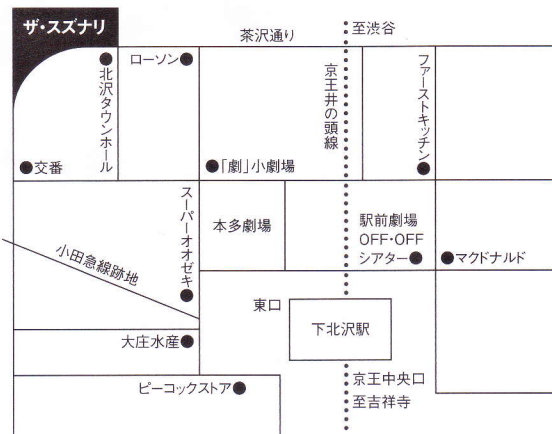 ザ・スズナリ
茶沢通り
至渋谷
ローソン
北沢タウンホール
京王井の頭線
ファーストキッチン
交番
「劇」小劇場
スーパーオオゼキ
本多劇場
駅前劇場
OFF・OFF
シアター
マクドナルド
小田急線跡地
東口
下北沢駅
大庄水産
ピーコックストア
京王中央口
至吉祥寺